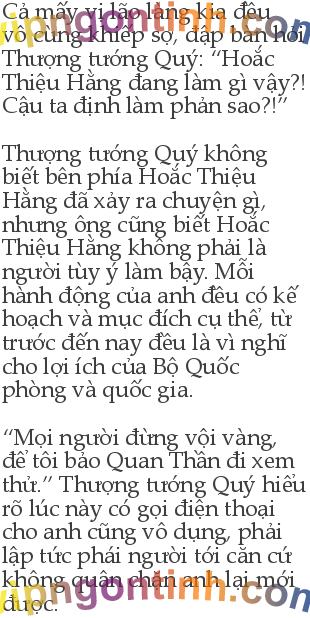 Cả mấy vị lão làng kia đều
vô cùng khiếp sợ, đập bàn hỏi
Thượng tướng Quý: “Hoắc
Thiệu Hằng đang làm gì vậy?!
Cậu ta định làm phản sao?!”

Thượng tướng Quý không
biết bên phía Hoắc Thiệu
Hằng đã xảy ra chuyện gì,
nhưng ông cũng biết Hoắc
Thiệu Hằng không phải là
người tùy ý làm bậy. Mỗi
hành động của anh đều có kế
hoạch và mục đích cụ thể, từ
trước đến nay đều là vì nghĩ
cho lợi ích của Bộ Quốc
phòng và quốc gia.

“Mọi người đừng vội vàng,
để tôi bảo Quan Thần đi xem
thử.” Thượng tướng Quý hiểu
rõ lúc này có gọi điện thoại
cho anh cũng vô dụng, phải
lập tức phái người tới căn cứ
không quân chặn anh lại mới
được.
vipngontinh.com
vipngontinh.com